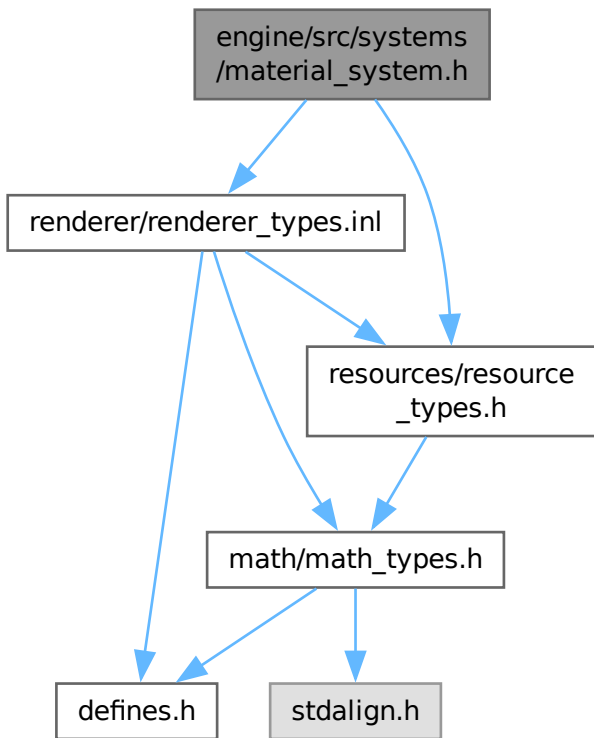 engine/src/systems
/material_system.h
renderer/renderer_types.inl
resources/resource
_types.h
math/math_types.h
defines.h
stdalign.h